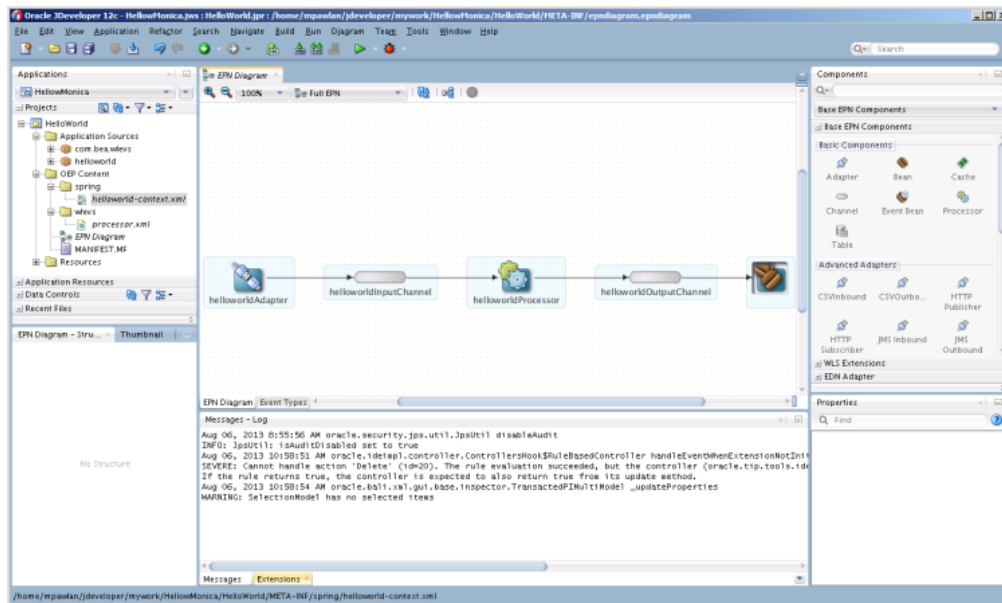 Oracle JDeveloper 12c - HellowMonica.jws : HelloWorld.jpr : /home/mpawlan/jdeveloper/mywork/HellowMonica/HelloWorld/META-INF/epndiagram.epndiagram
File Edit View Application Refactor Search Navigate Build Run Diagram Team Tools Window Help
Search
Applications
HellowMonica
Projects
HelloWorld
Application Sources
com.bea.wlevs
helloworld
OEP Content
spring
helloworld-context.xml
wlevs
processor.xml
EPN Diagram
MANIFEST.MF
Resources
Application Resources
Data Controls
Recent Files
EPN Diagram - Stru... Thumbnail
No Structure
EPN Diagram
100% Full EPN
helloworldAdapter
helloworldInputChannel
helloworldProcessor
helloworldOutputChannel
EPN Diagram Event Types
Messages - Log
Aug 06, 2013 8:55:56 AM oracle.security.jps.util.JpsUtil disableAudit
INFO: JpsUtil: isAuditDisabled set to true
Aug 06, 2013 10:58:51 AM oracle.ideimpl.controller.ControllersHook$RuleBasedController handleEventWhenExtensionNotIni
SEVERE: Cannot handle action 'Delete' (id=20). The rule evaluation succeeded, but the controller (oracle.tip.tools.ide
If the rule returns true, the controller is expected to also return true from its update method.
Aug 06, 2013 10:58:54 AM oracle.bali.xml.gui.base.inspector.TransactedPIMultiModel _updateProperties
WARNING: SelectionModel has no selected items
Messages Extensions
Components
Base EPN Components
Base EPN Components
Basic Components
Adapter Bean Cache
Channel Event Bean Processor
Table
Advanced Adapters
CSVInbound CSVOutbo... HTTP Publisher
HTTP Subscriber JMS Inbound JMS Outbound
WLS Extensions
EDN Adapter
Properties
Find
/home/mpawlan/jdeveloper/mywork/HellowMonica/HelloWorld/META-INF/spring/helloworld-context.xml